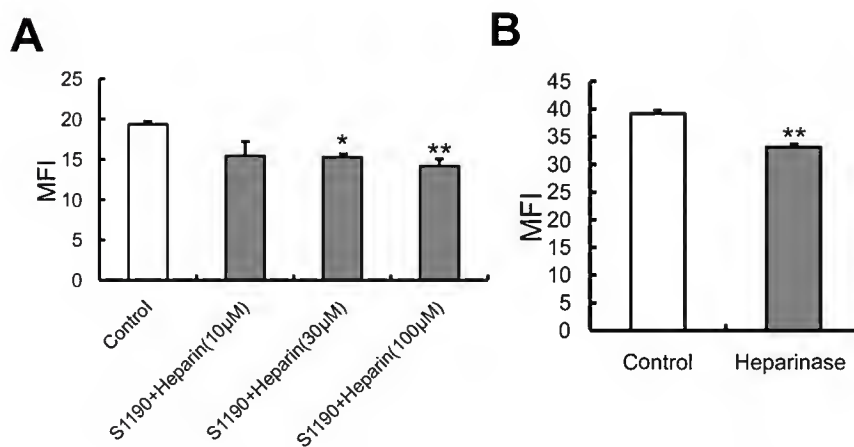 A
MFI
25
20
15
10
5
0
*
**
Control
S1190+Heparin(10µM)
S1190+Heparin(30µM)
S1190+Heparin(100µM)
B
MFI
45
40
35
30
25
20
15
10
5
0
**
Control
Heparinase